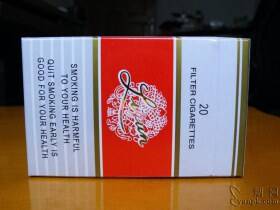 SMOKING IS HARMFUL
TO YOUR HEALTH
QUIT SMOKING EARLY IS
GOOD FOR YOUR HEALTH
20
FILTER CIGARETTES